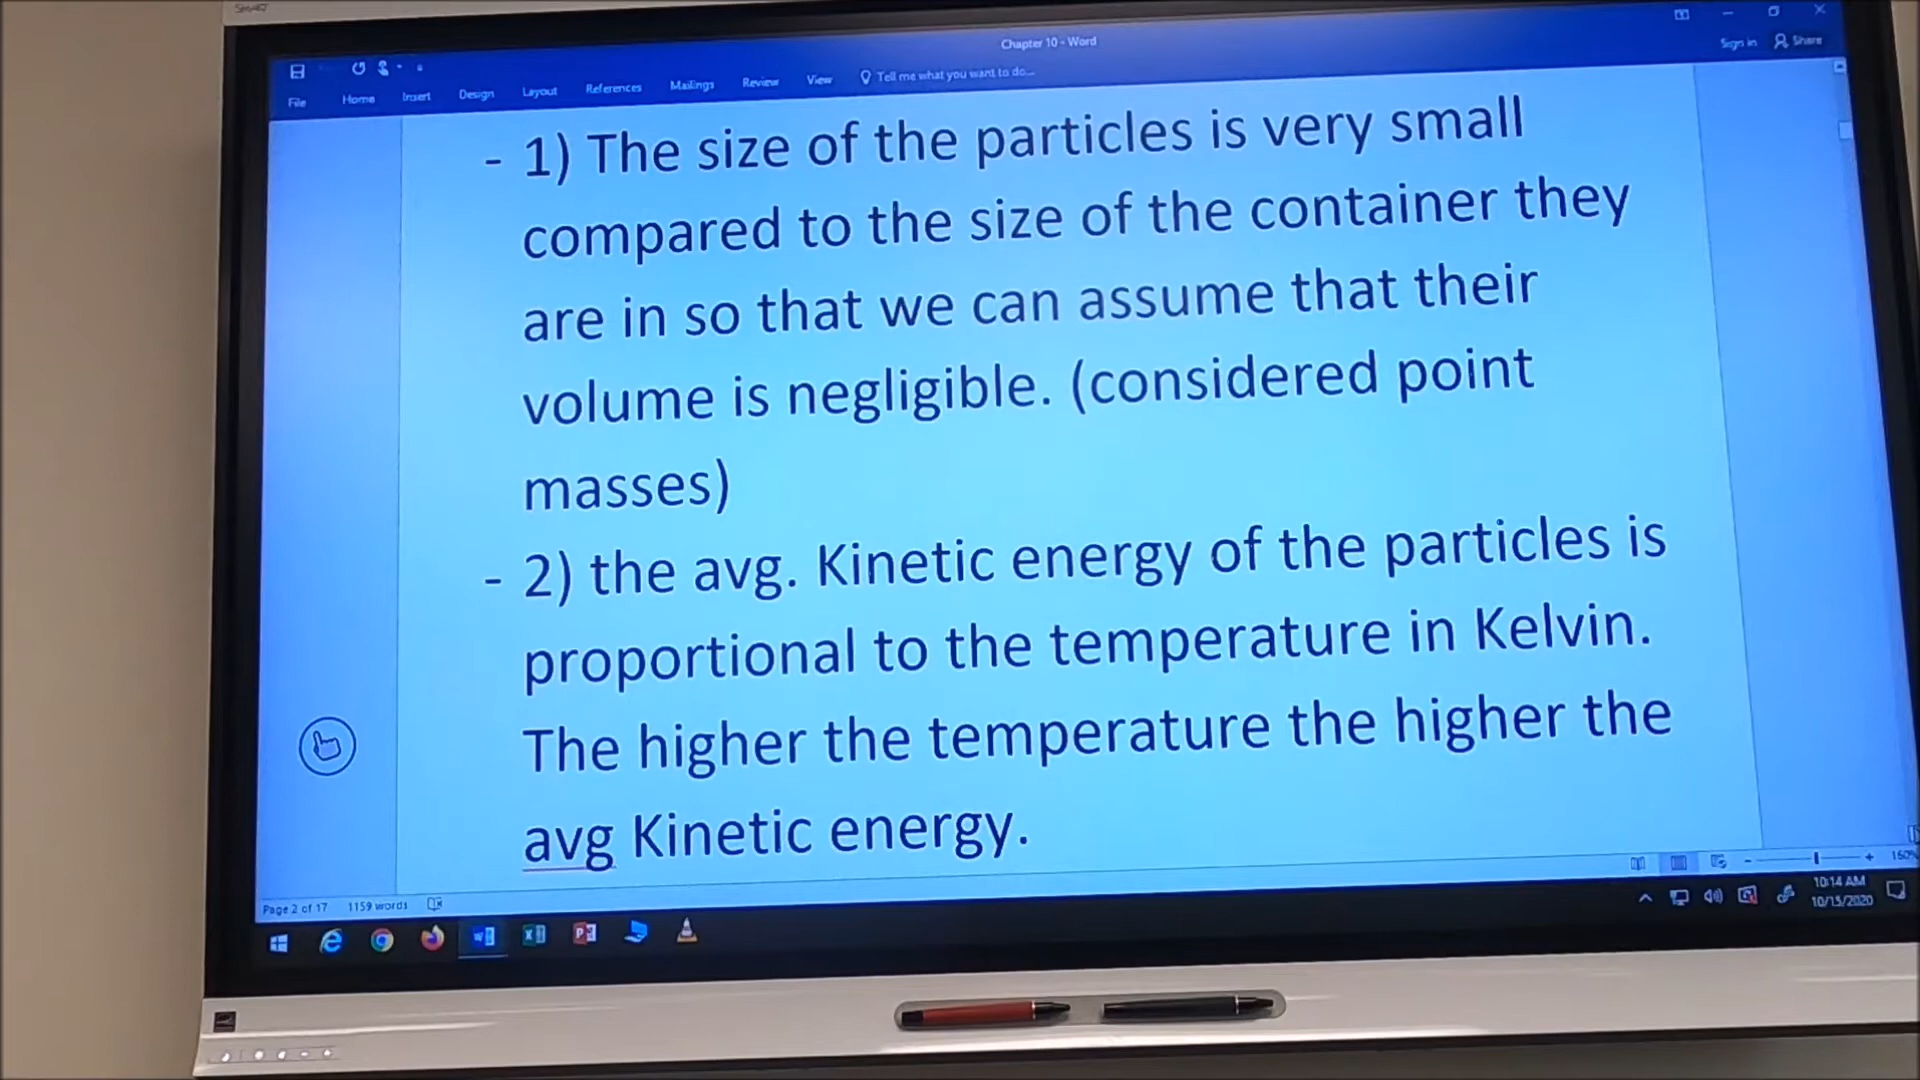 SMART
Chapter 10 - Word
Sign in Share
File Home Insert Design Layout References Mailings Review View Tell me what you want to do...
- 1) The size of the particles is very small
compared to the size of the container they
are in so that we can assume that their
volume is negligible. (considered point
masses)
- 2) the avg. Kinetic energy of the particles is
proportional to the temperature in Kelvin.
The higher the temperature the higher the
avg Kinetic energy.
Page 2 of 17 1159 words
160%
10:14 AM
10/15/2020